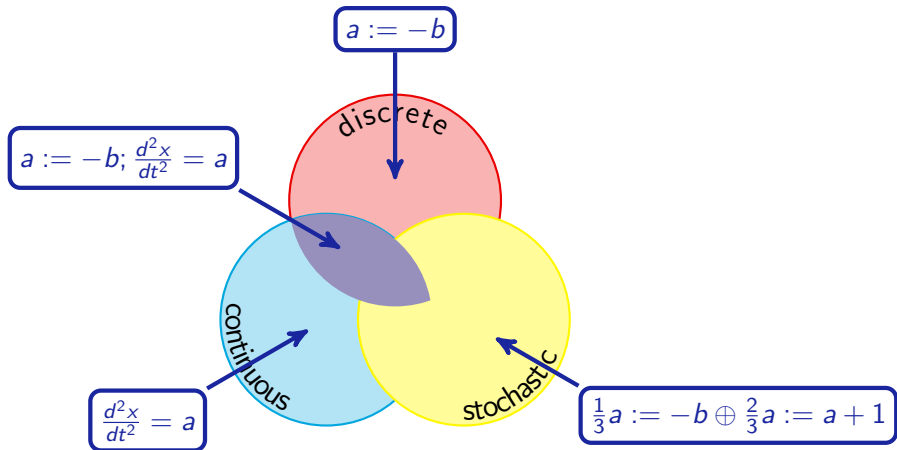 a := −b
discrete
a := −b; d²x/dt² = a
continuous
stochastic
d²x/dt² = a
1/3 a := −b ⊕ 2/3 a := a + 1